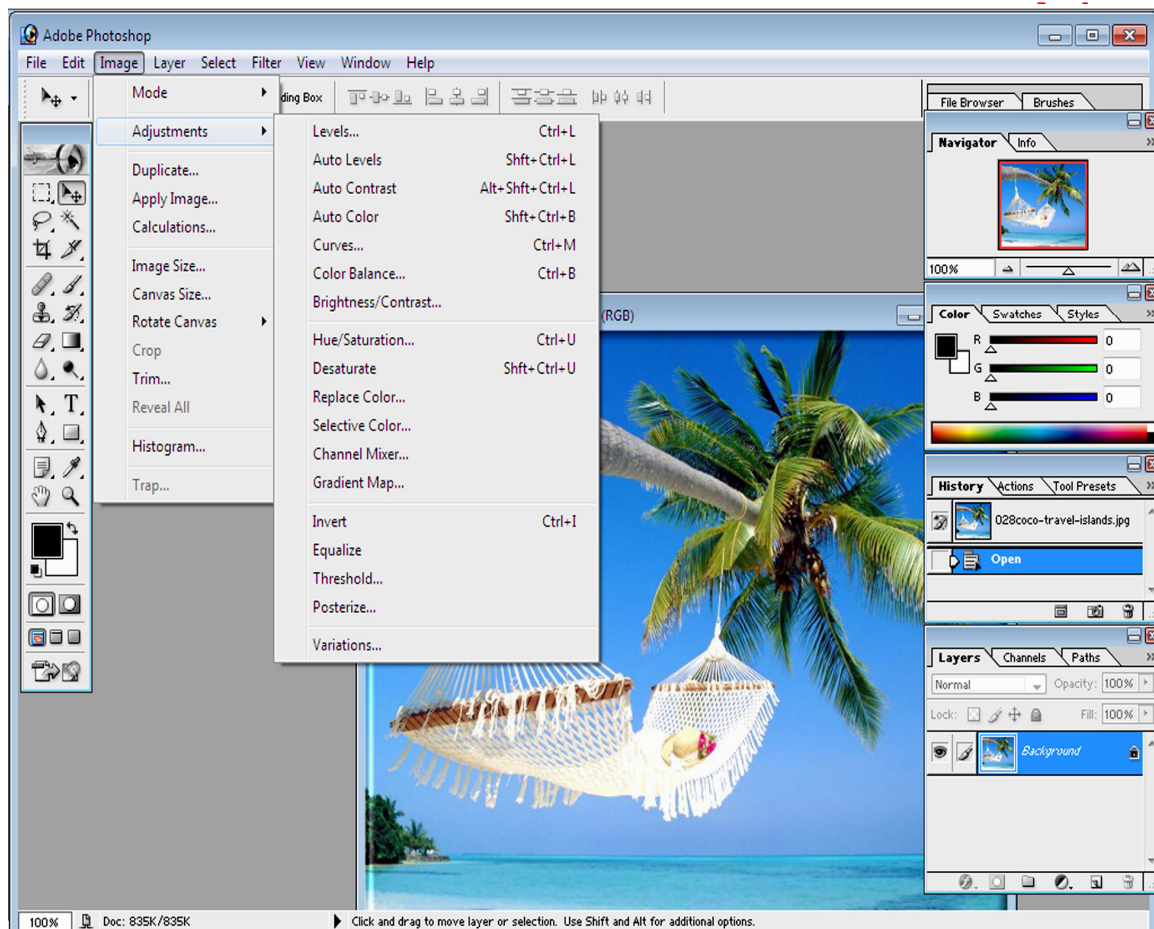 Adobe Photoshop
File Edit Image Layer Select Filter View Window Help
ding Box
File Browser Brushes
Mode
Adjustments
Duplicate...
Apply Image...
Calculations...
Image Size...
Canvas Size...
Rotate Canvas
Crop
Trim...
Reveal All
Histogram...
Trap...
Levels... Ctrl+L
Auto Levels Shft+Ctrl+L
Auto Contrast Alt+Shft+Ctrl+L
Auto Color Shft+Ctrl+B
Curves... Ctrl+M
Color Balance... Ctrl+B
Brightness/Contrast...
Hue/Saturation... Ctrl+U
Desaturate Shft+Ctrl+U
Replace Color...
Selective Color...
Channel Mixer...
Gradient Map...
Invert Ctrl+I
Equalize
Threshold...
Posterize...
Variations...
(RGB)
Navigator Info
100%
Color Swatches Styles
R 0
G 0
B 0
History Actions Tool Presets
028coco-travel-islands.jpg
Open
Layers Channels Paths
Normal Opacity: 100%
Lock: Fill: 100%
Background
100% Doc: 835K/835K Click and drag to move layer or selection. Use Shift and Alt for additional options.